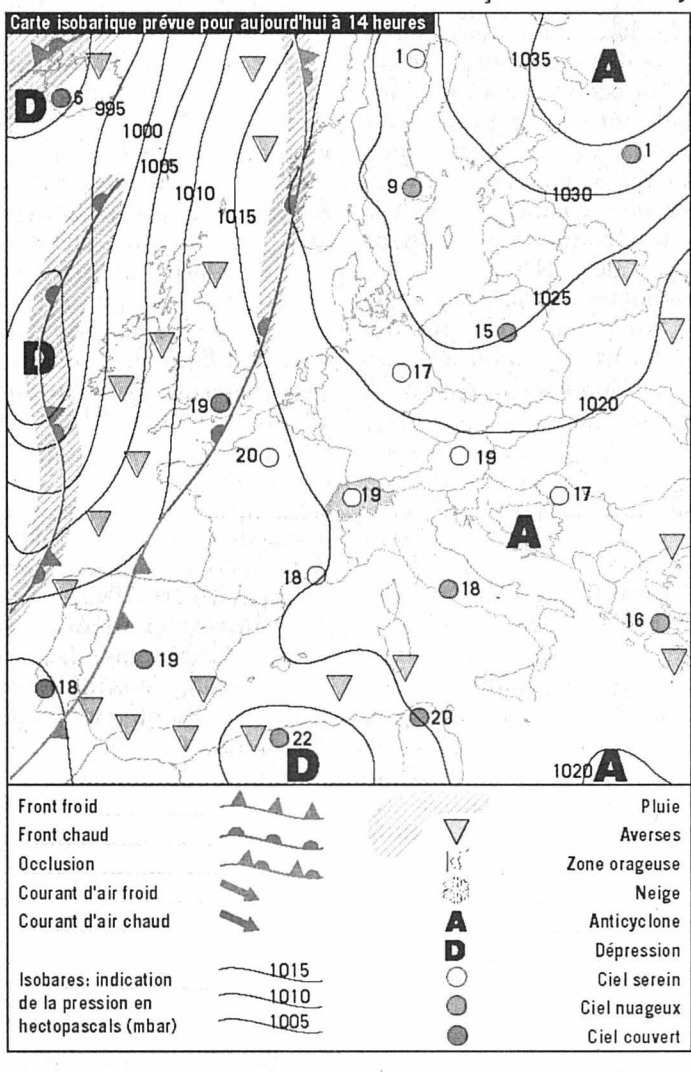 Carte isobarique prévue pour aujourd'hui à 14 heures
1
1035
A
D
6
995
1000
1
1005
9
1030
1010
1015
1025
15
D
17
1020
19
20
19
19
17
A
18
18
16
19
18
20
22
D
1020
A
Front froid
Pluie
Front chaud
Averses
Occlusion
Zone orageuse
Courant d'air froid
Neige
Courant d'air chaud
A
Anticyclone
D
Dépression
Isobares: indication
1015
Ciel serein
de la pression en
1010
Ciel nuageux
hectopascals (mbar)
1005
Ciel couvert